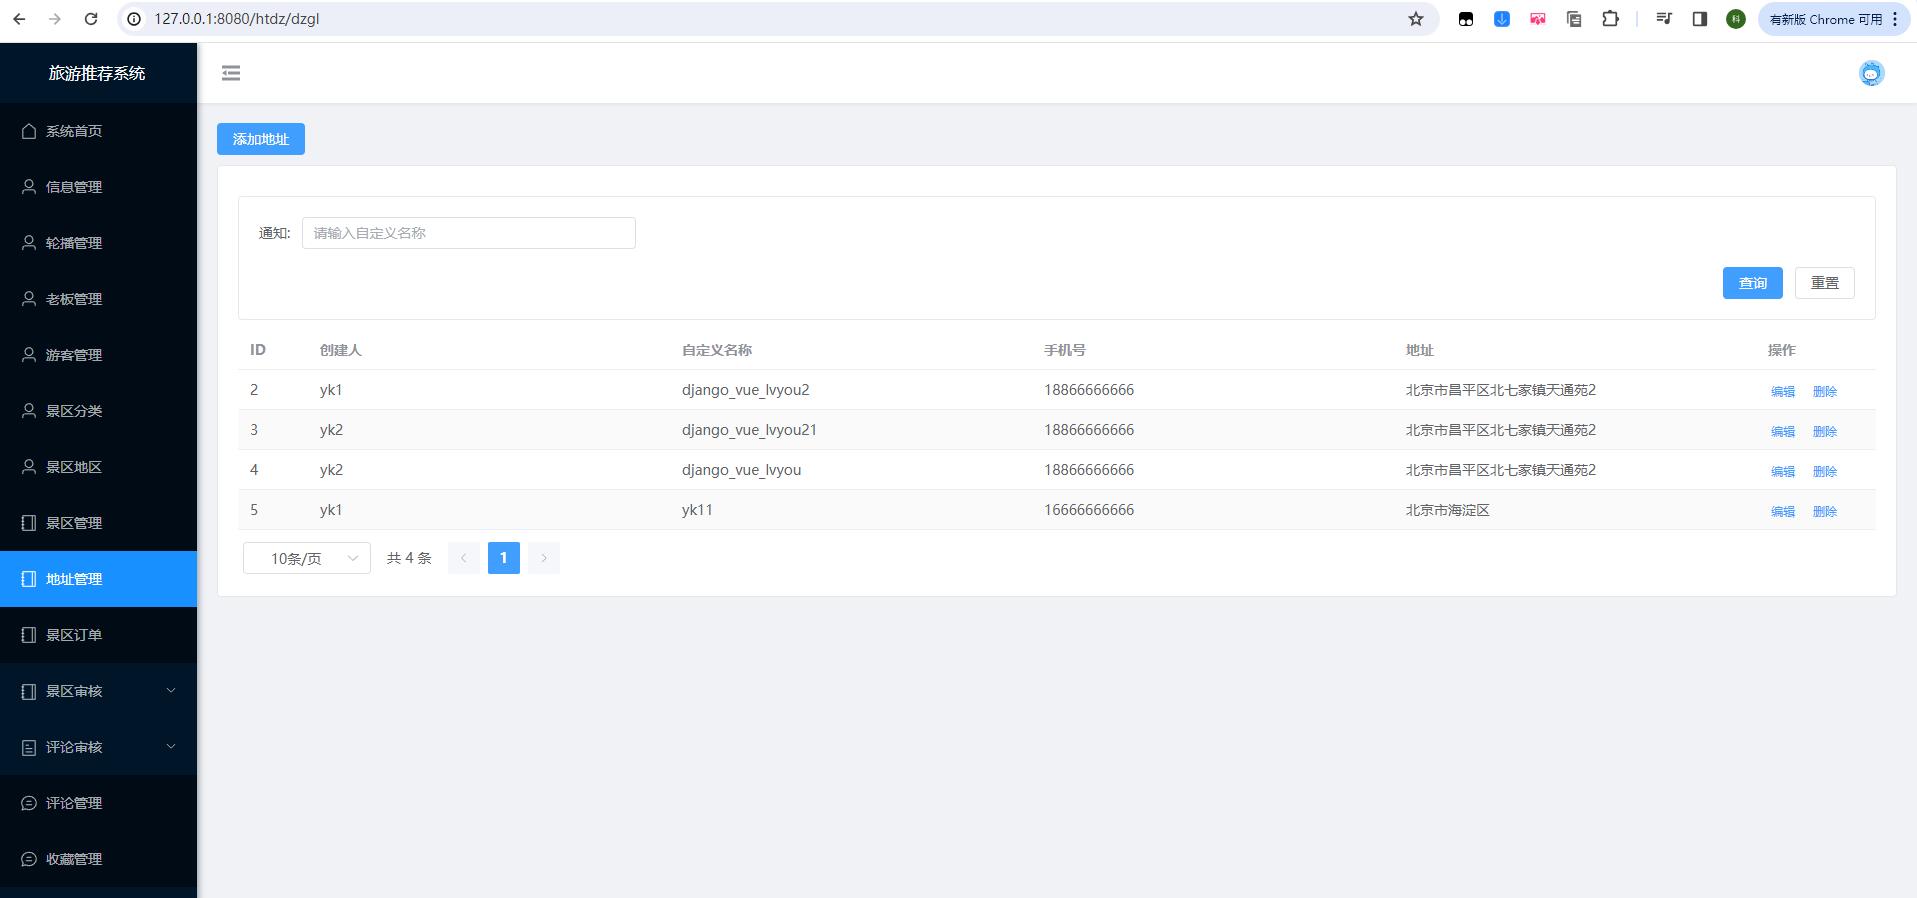 127.0.0.1:8080/htdz/dzgl
科
有新版 Chrome 可用
旅游推荐系统
系统首页
信息管理
轮播管理
老板管理
游客管理
景区分类
景区地区
景区管理
地址管理
景区订单
景区审核
评论审核
评论管理
收藏管理
添加地址
通知: 请输入自定义名称
查询 重置
ID 创建人 自定义名称 手机号 地址 操作
2 yk1 django_vue_lvyou2 18866666666 北京市昌平区北七家镇天通苑2 编辑 删除
3 yk2 django_vue_lvyou21 18866666666 北京市昌平区北七家镇天通苑2 编辑 删除
4 yk2 django_vue_lvyou 18866666666 北京市昌平区北七家镇天通苑2 编辑 删除
5 yk1 yk11 16666666666 北京市海淀区 编辑 删除
10条/页 共 4 条 1